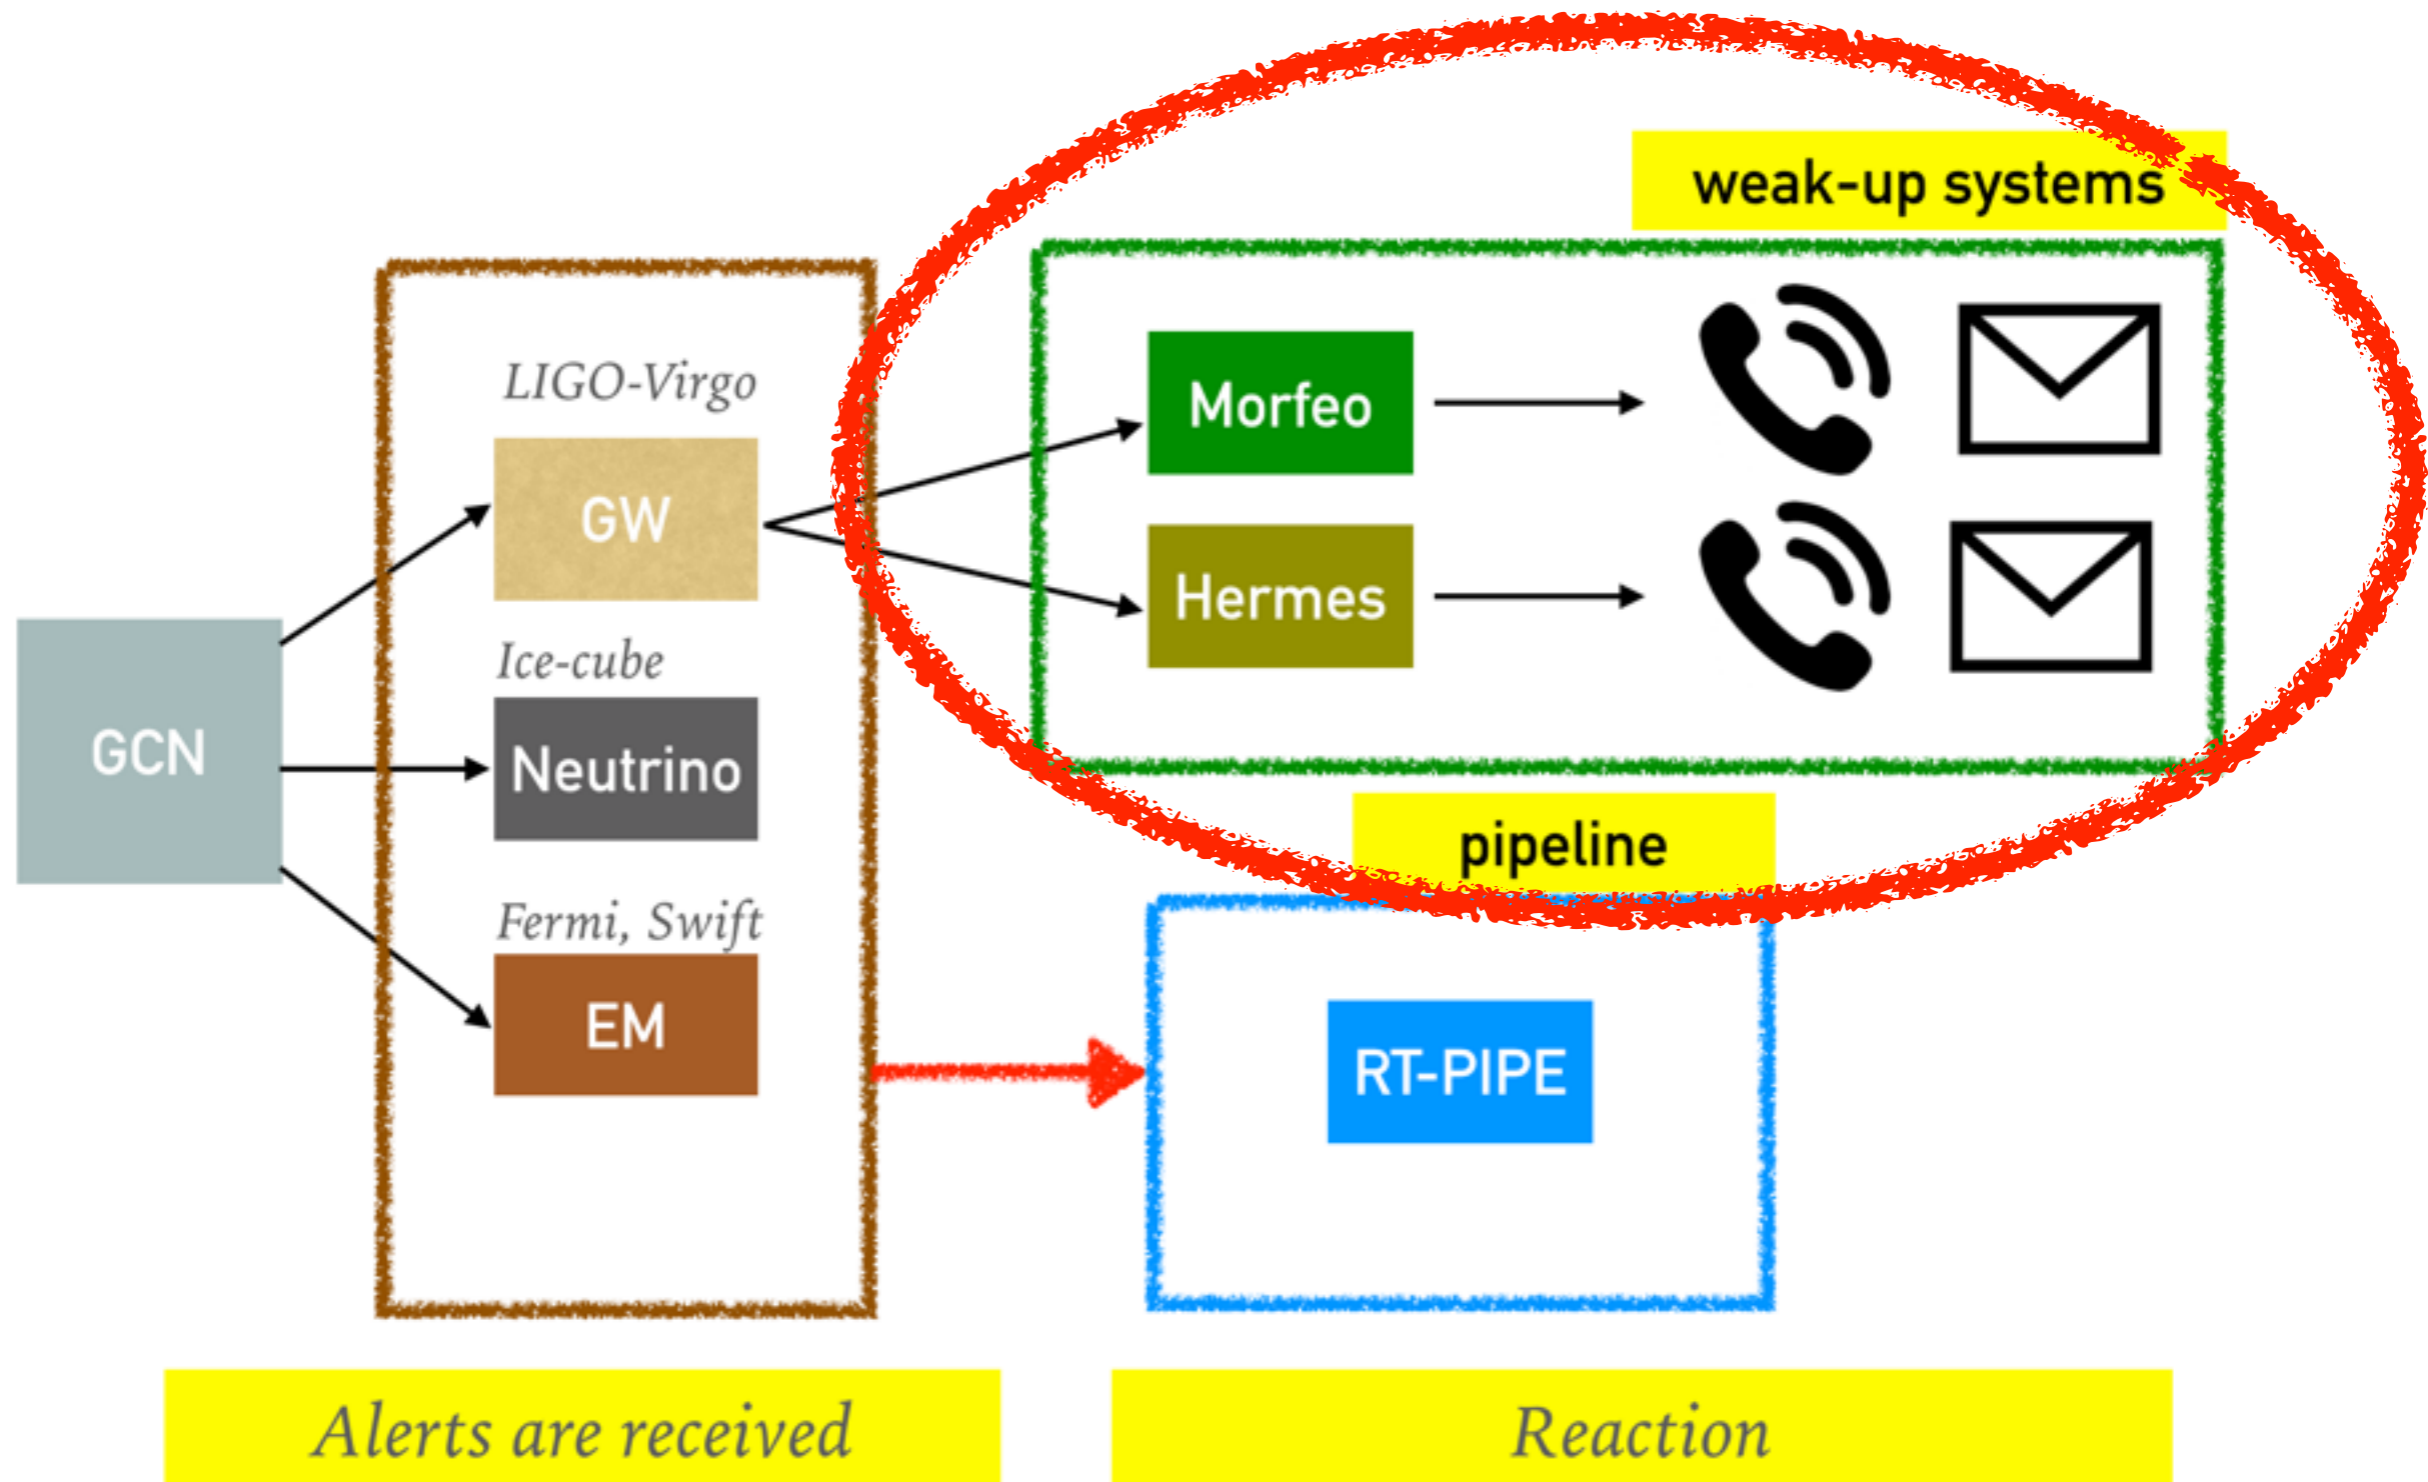 weak-up systems
LIGO-Virgo
Morfeo
GW
Hermes
Ice-cube
GCN
Neutrino
pipeline
Fermi, Swift
EM
RT-PIPE
Alerts are received
Reaction